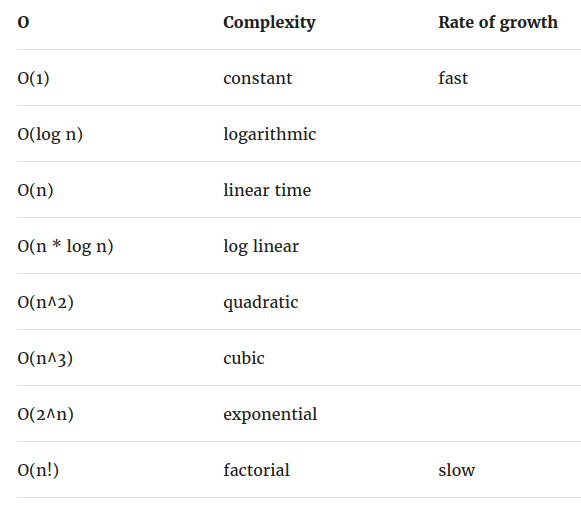 O Complexity Rate of growth
O(1) constant fast
O(log n) logarithmic
O(n) linear time
O(n * log n) log linear
O(n^2) quadratic
O(n^3) cubic
O(2^n) exponential
O(n!) factorial slow